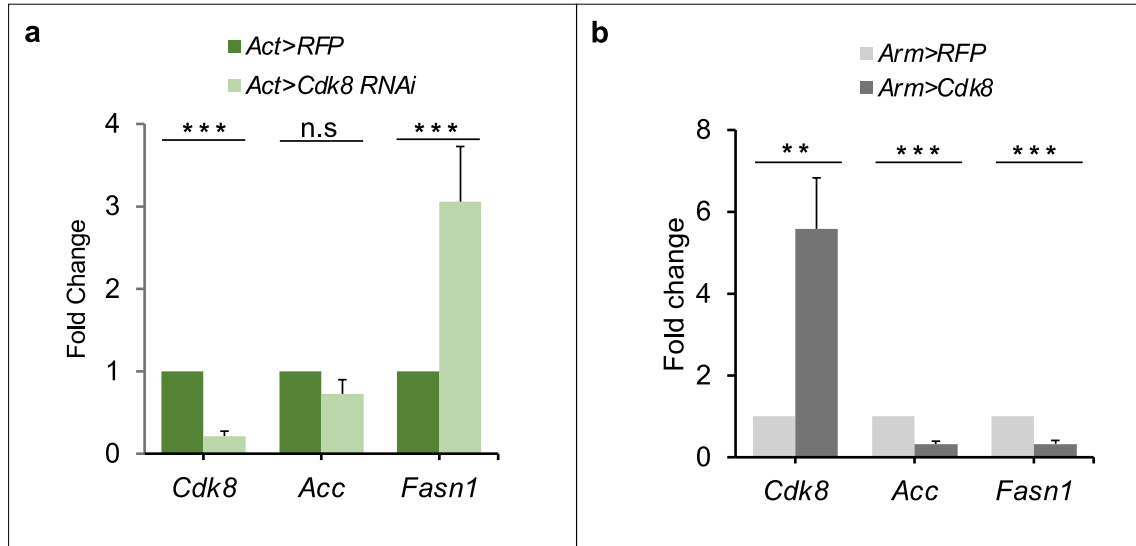 a
Act>RFP
Act>Cdk8 RNAi
*** n.s ***
Fold Change
4
3
2
1
0
Cdk8 Acc Fasn1
b
Arm>RFP
Arm>Cdk8
** *** ***
Fold change
8
6
4
2
0
Cdk8 Acc Fasn1